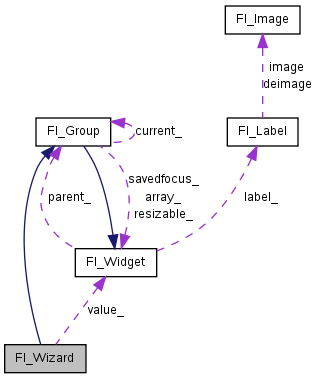 Fl_Image
image
deimage
Fl_Group
current_
Fl_Label
savedfocus_
array_
resizable_
parent_
label_
Fl_Widget
value_
Fl_Wizard